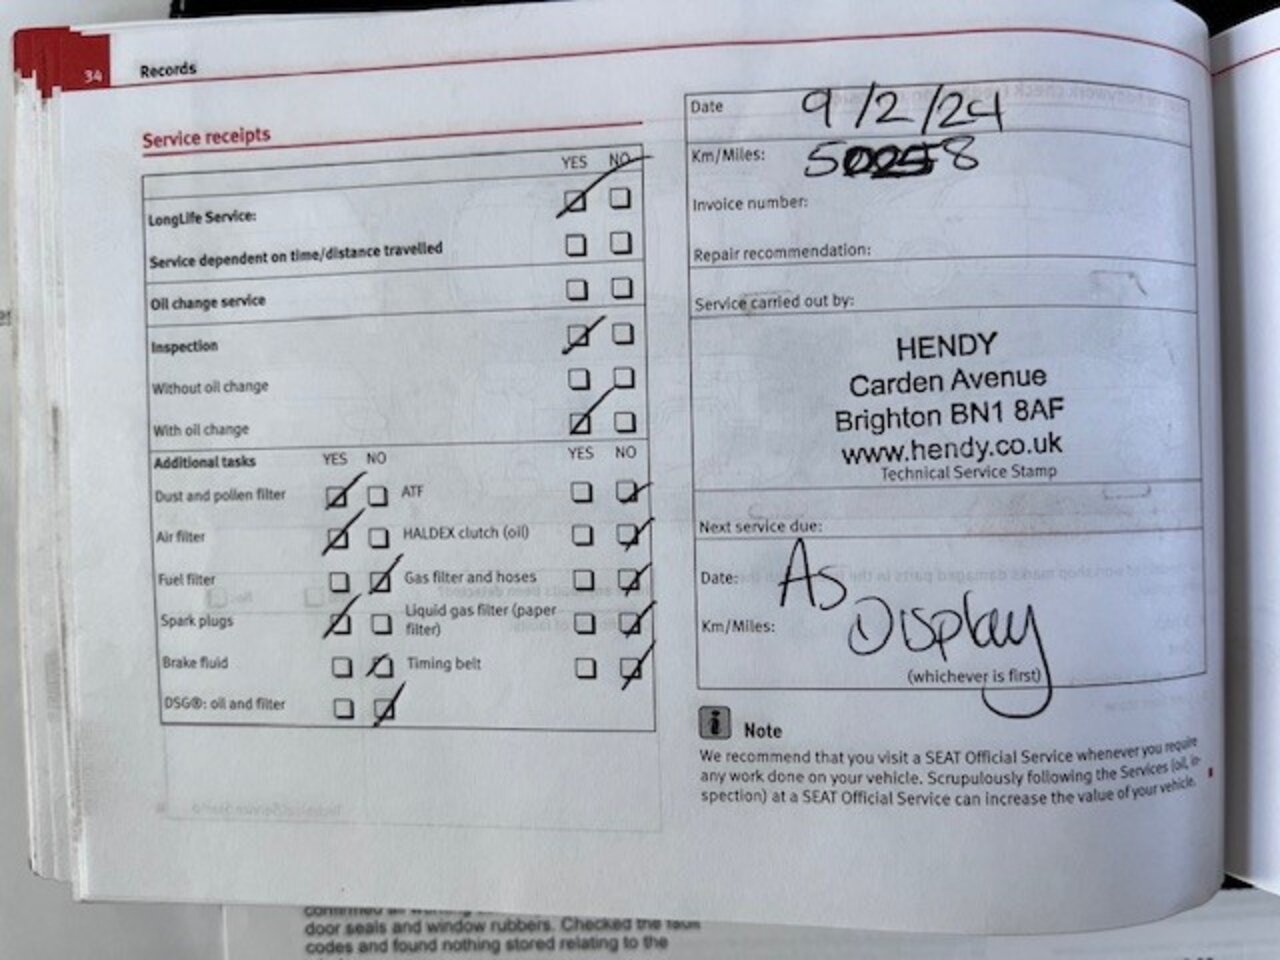 34 Records
Service receipts
YES NO
LongLife Service:
Service dependent on time/distance travelled
Oil change service
Inspection
Without oil change
With oil change
Additional tasks YES NO YES NO
Dust and pollen filter ATF
Air filter HALDEX clutch (oil)
Fuel filter Gas filter and hoses
Spark plugs Liquid gas filter (paper
filter)
Brake fluid Timing belt
DSG®: oil and filter
Date 9/2/24
Km/Miles:
Invoice number:
Repair recommendation:
Service carried out by:
HENDY
Carden Avenue
Brighton BN1 8AF
www.hendy.co.uk
Technical Service Stamp
Next service due:
Date: As
Km/Miles: Display
(whichever is first)
i Note
We recommend that you visit a SEAT Official Service whenever you require
any work done on your vehicle. Scrupulously following the Services (oil, in-
spection) at a SEAT Official Service can increase the value of your vehicle.
door seals and window rubbers. Checked the fault
codes and found nothing stored relating to the